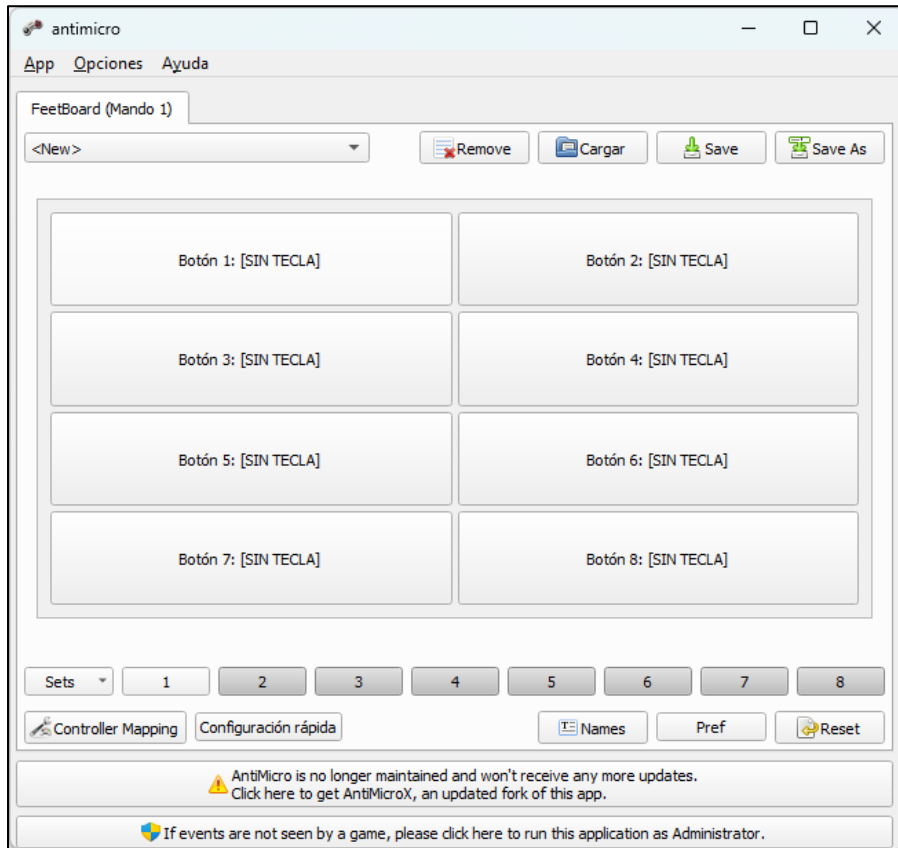 antimicro
App Opciones Ayuda
FeetBoard (Mando 1)
<New> Remove Cargar Save Save As
Botón 1: [SIN TECLA] Botón 2: [SIN TECLA]
Botón 3: [SIN TECLA] Botón 4: [SIN TECLA]
Botón 5: [SIN TECLA] Botón 6: [SIN TECLA]
Botón 7: [SIN TECLA] Botón 8: [SIN TECLA]
Sets 1 2 3 4 5 6 7 8
Controller Mapping Configuración rápida Names Pref Reset
AntiMicro is no longer maintained and won't receive any more updates.
Click here to get AntiMicroX, an updated fork of this app.
If events are not seen by a game, please click here to run this application as Administrator.